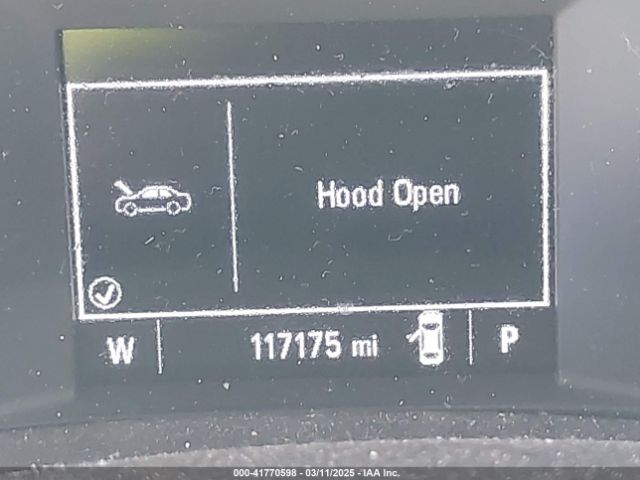 Hood Open
W 117175 mi P
000-41770598 - 03/11/2025 - IAA Inc.